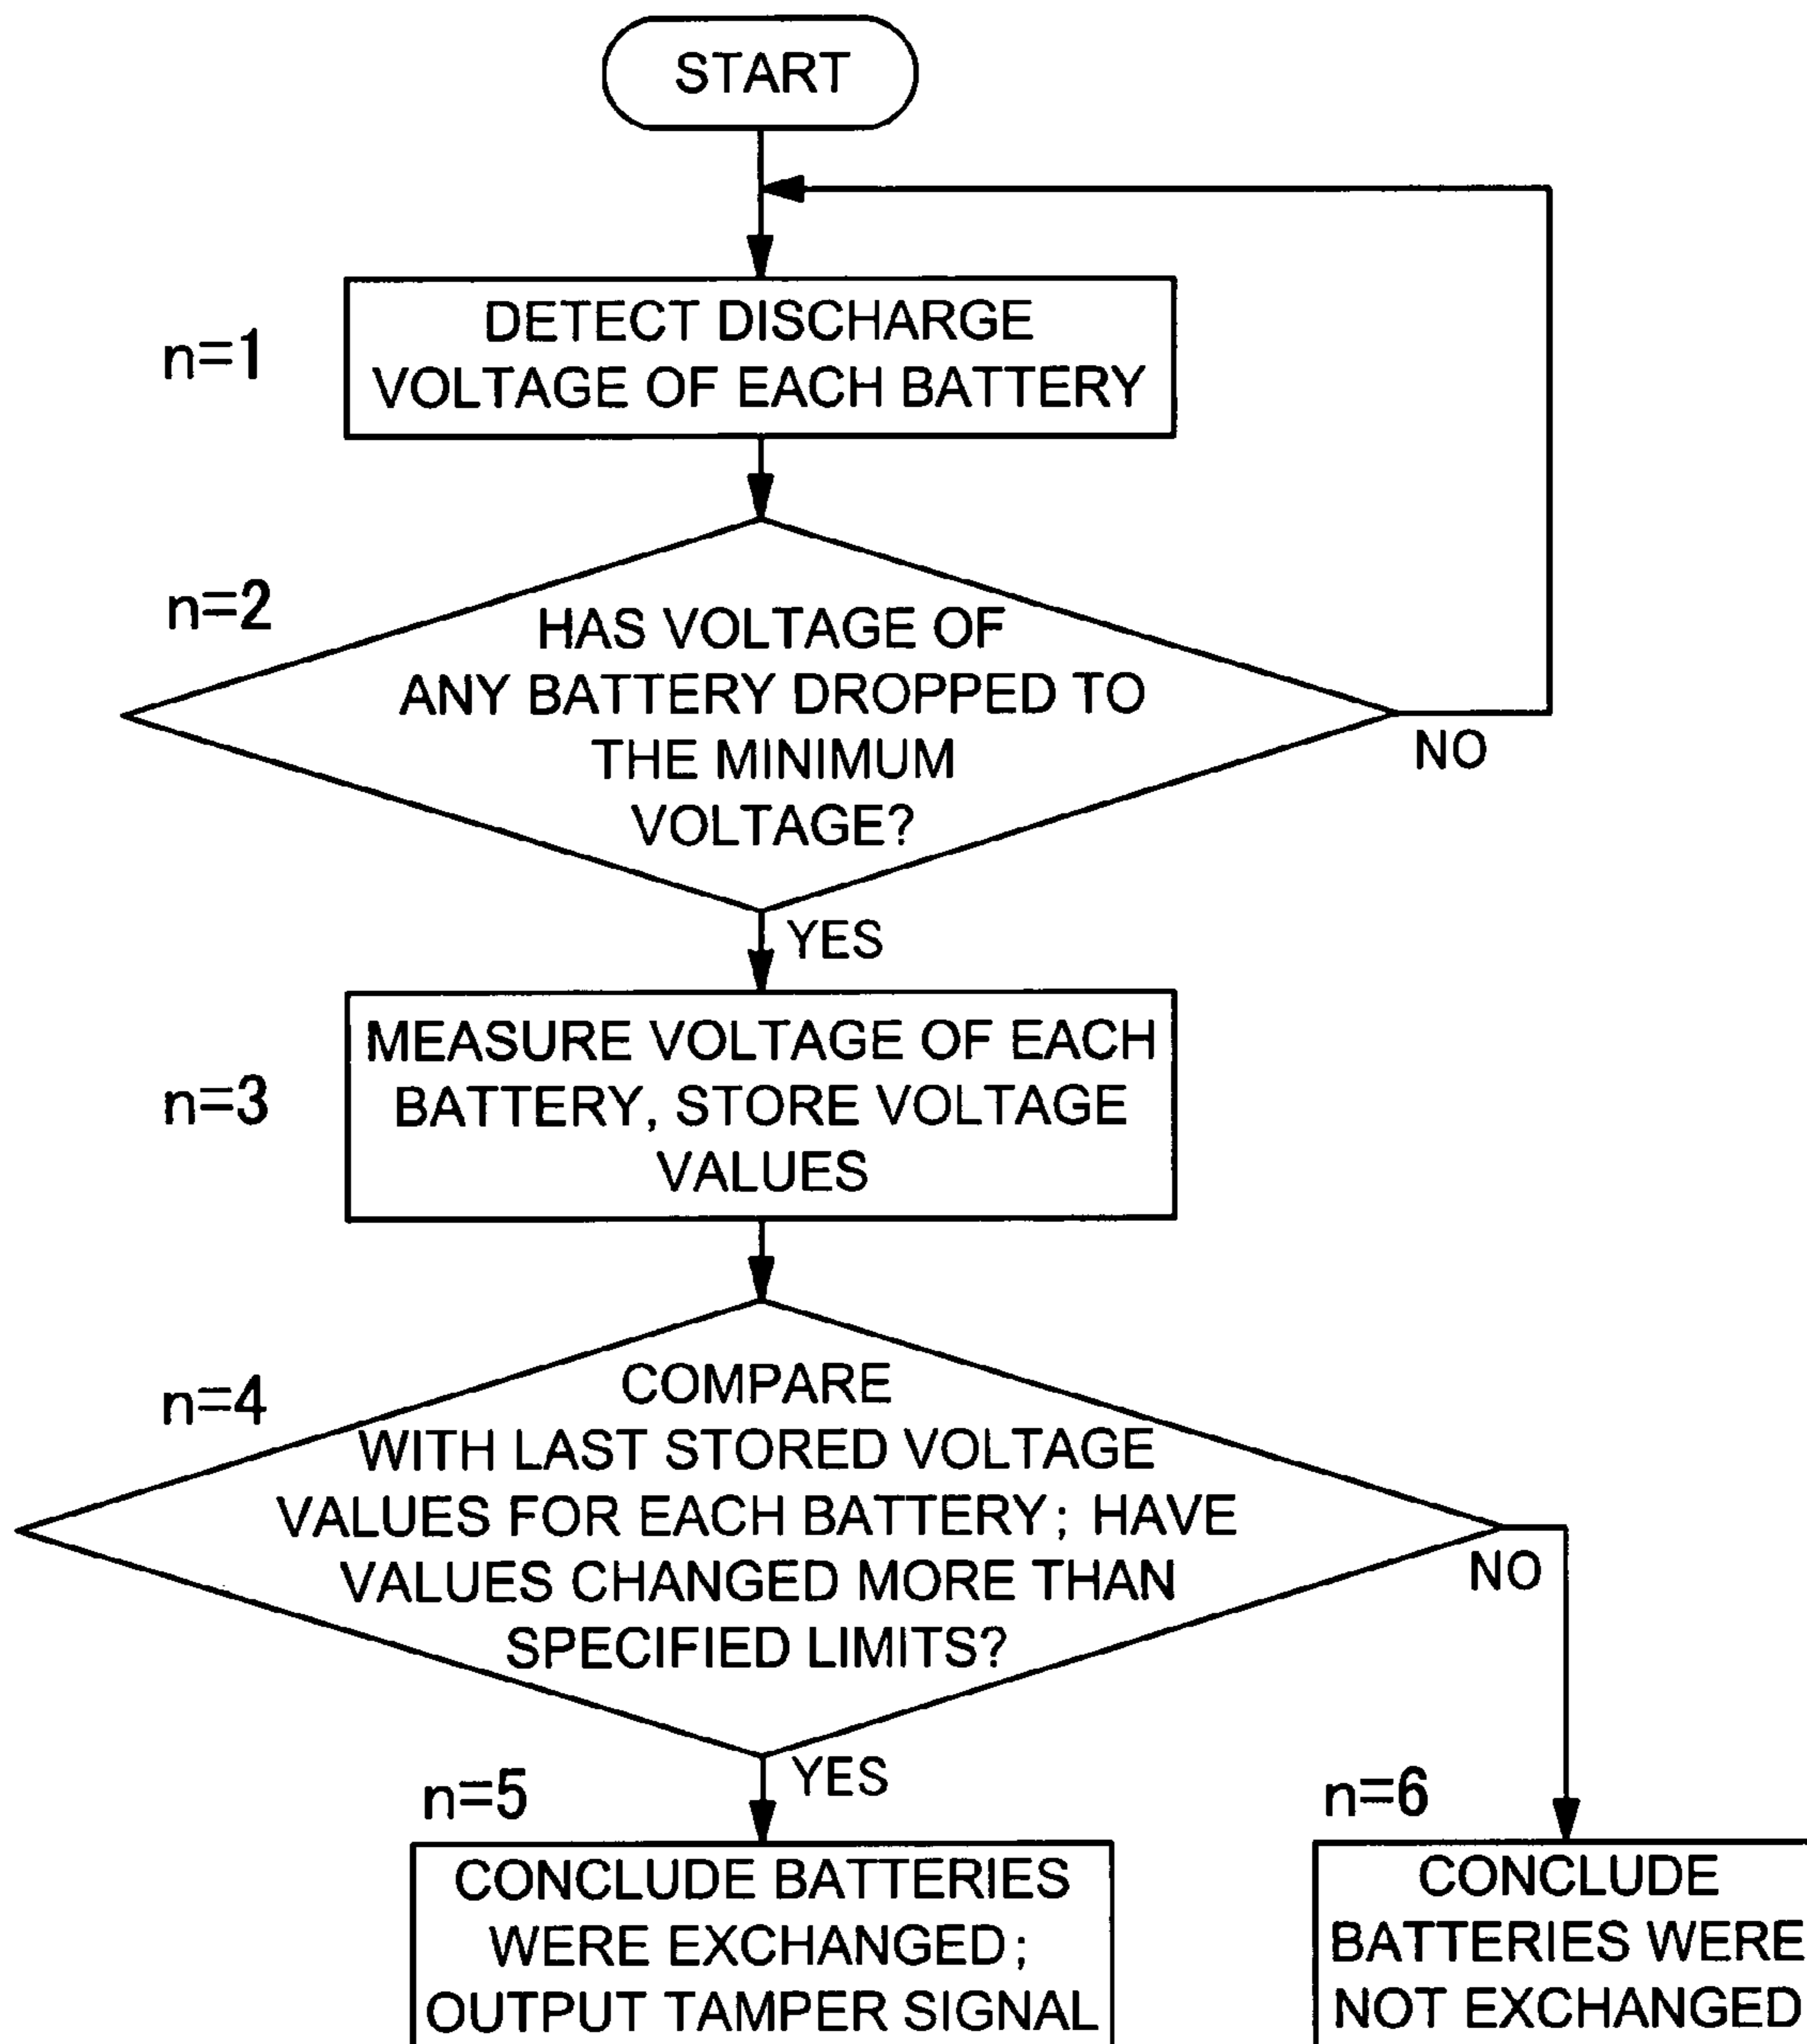 START
n=1
DETECT DISCHARGE
VOLTAGE OF EACH BATTERY
n=2
HAS VOLTAGE OF
ANY BATTERY DROPPED TO
THE MINIMUM
VOLTAGE?
NO
YES
n=3
MEASURE VOLTAGE OF EACH
BATTERY, STORE VOLTAGE
VALUES
n=4
COMPARE
WITH LAST STORED VOLTAGE
VALUES FOR EACH BATTERY; HAVE
VALUES CHANGED MORE THAN
SPECIFIED LIMITS?
NO
YES
n=5
CONCLUDE BATTERIES
WERE EXCHANGED;
OUTPUT TAMPER SIGNAL
n=6
CONCLUDE
BATTERIES WERE
NOT EXCHANGED